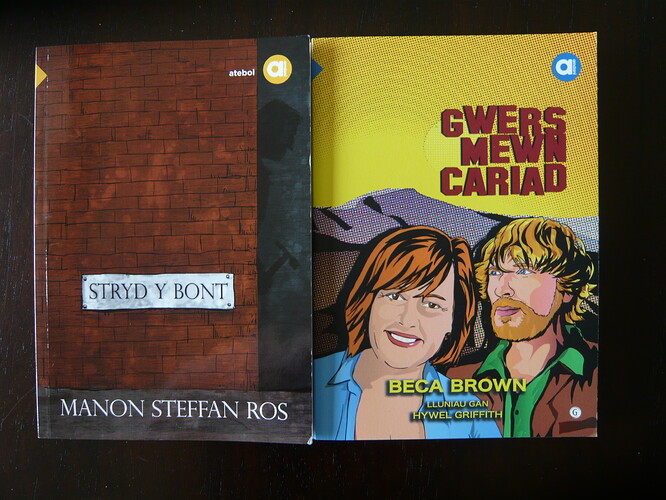 atebol
a
STRYD Y BONT
MANON STEFFAN ROS
a
GWERS
MEWN
CARIAD
BECA BROWN
LLUNIAU GAN
HYWEL GRIFFITH
G